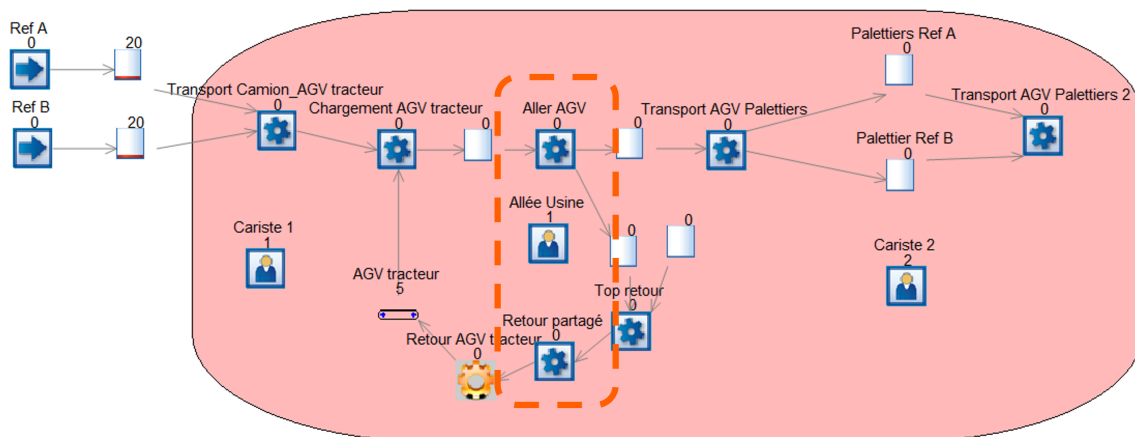 Ref A
0
20
Ref B
0
20
Transport Camion_AGV tracteur
0
Chargement AGV tracteur
0
0
Aller AGV
0
0
Transport AGV Palettiers
0
Palettiers Ref A
0
Palettier Ref B
0
Transport AGV Palettiers 2
0
Cariste 1
1
Allée Usine
1
0
0
Cariste 2
2
AGV tracteur
5
Top retour
0
Retour partagé
0
Retour AGV tracteur
0